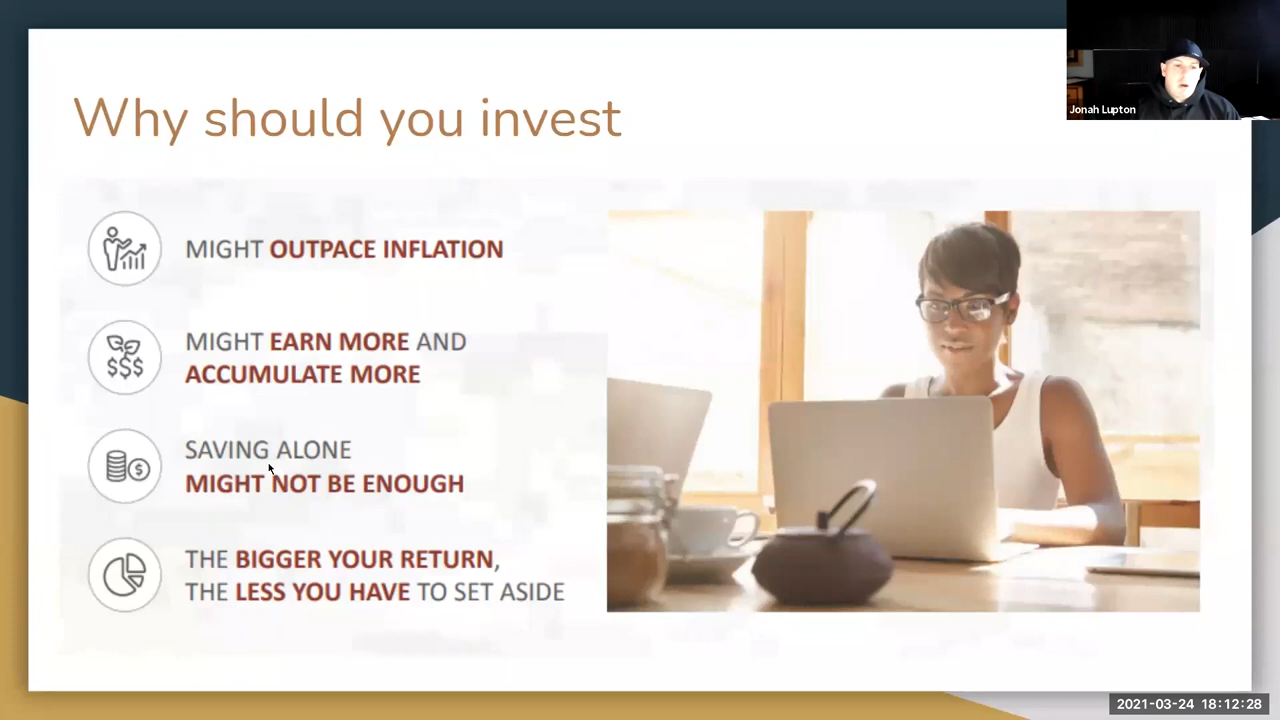 Why should you invest
Jonah Lupton
MIGHT OUTPACE INFLATION
$$$
MIGHT EARN MORE AND
ACCUMULATE MORE
$
SAVING ALONE
MIGHT NOT BE ENOUGH
THE BIGGER YOUR RETURN,
THE LESS YOU HAVE TO SET ASIDE
2021-03-24 18:12:28